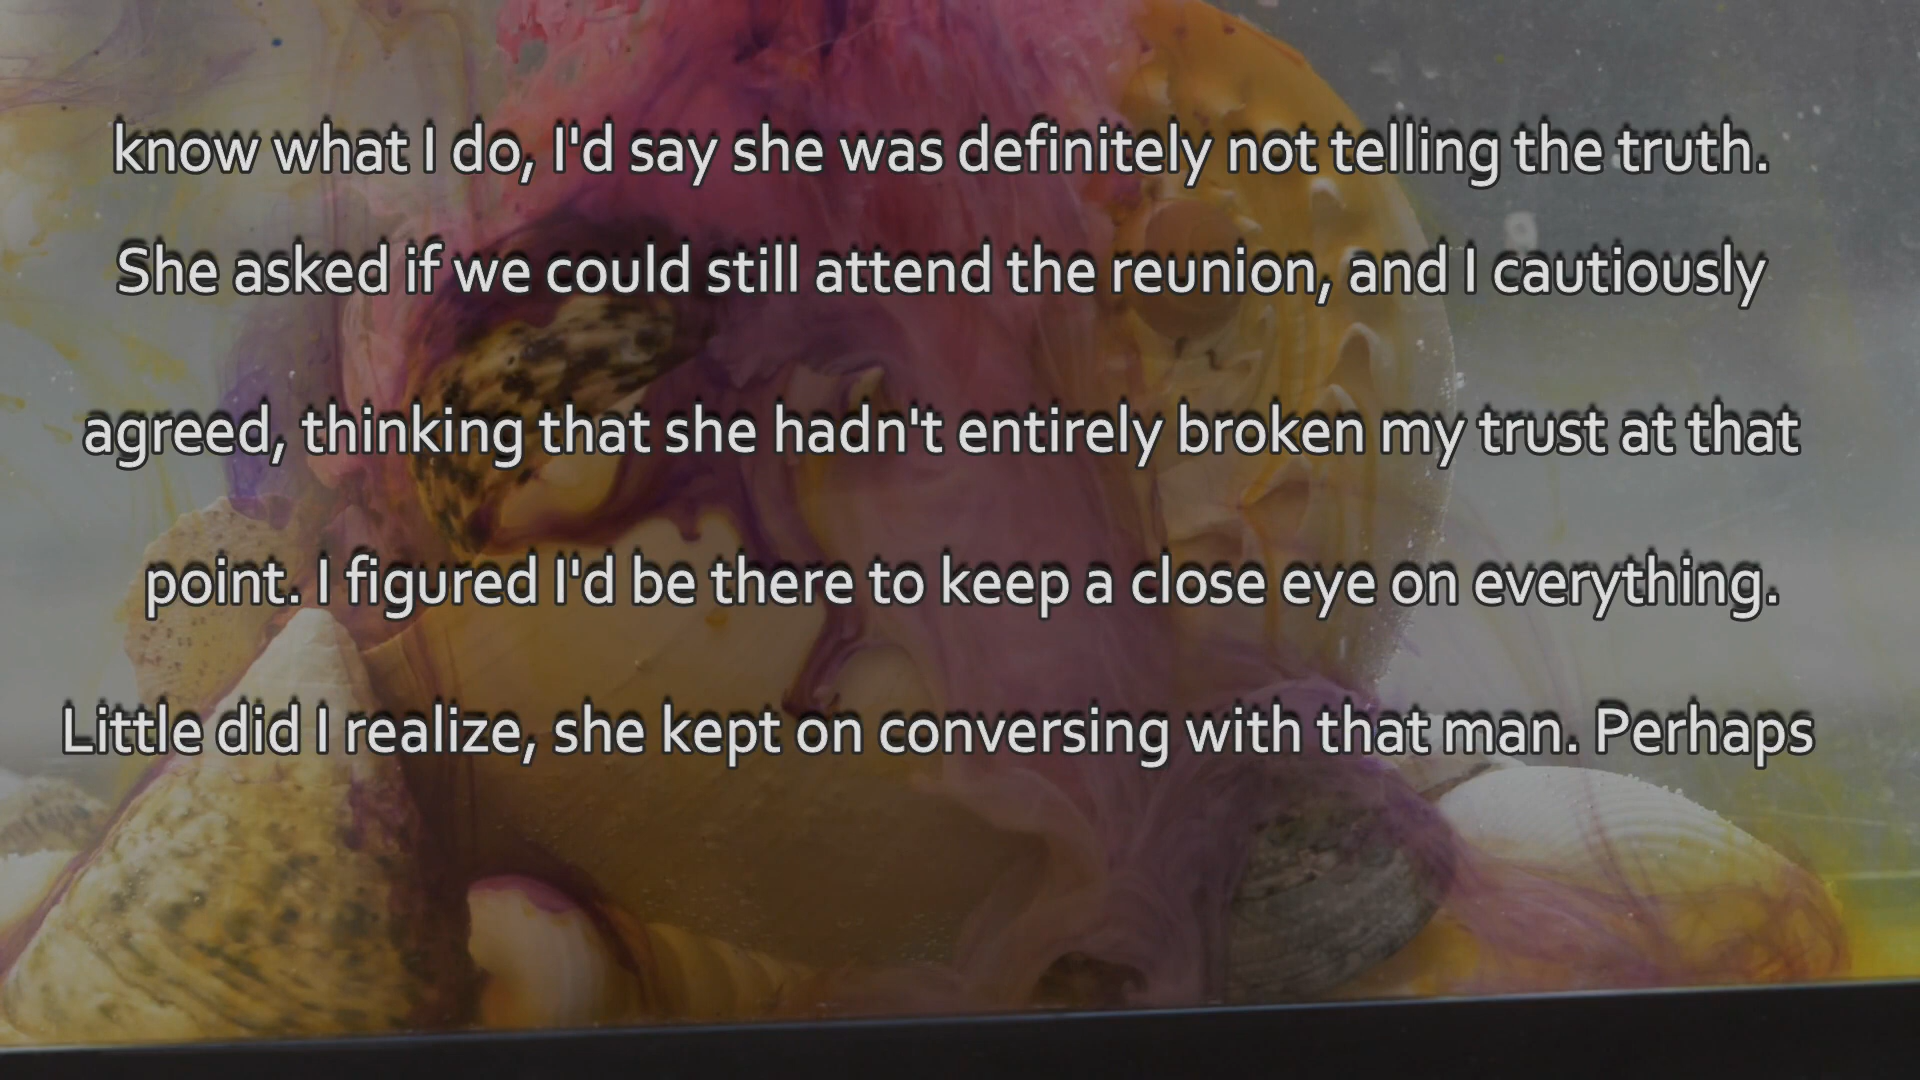 know what I do, I'd say she was definitely not telling the truth.
She asked if we could still attend the reunion, and I cautiously
agreed, thinking that she hadn't entirely broken my trust at that
point. I figured I'd be there to keep a close eye on everything.
Little did I realize, she kept on conversing with that man. Perhaps